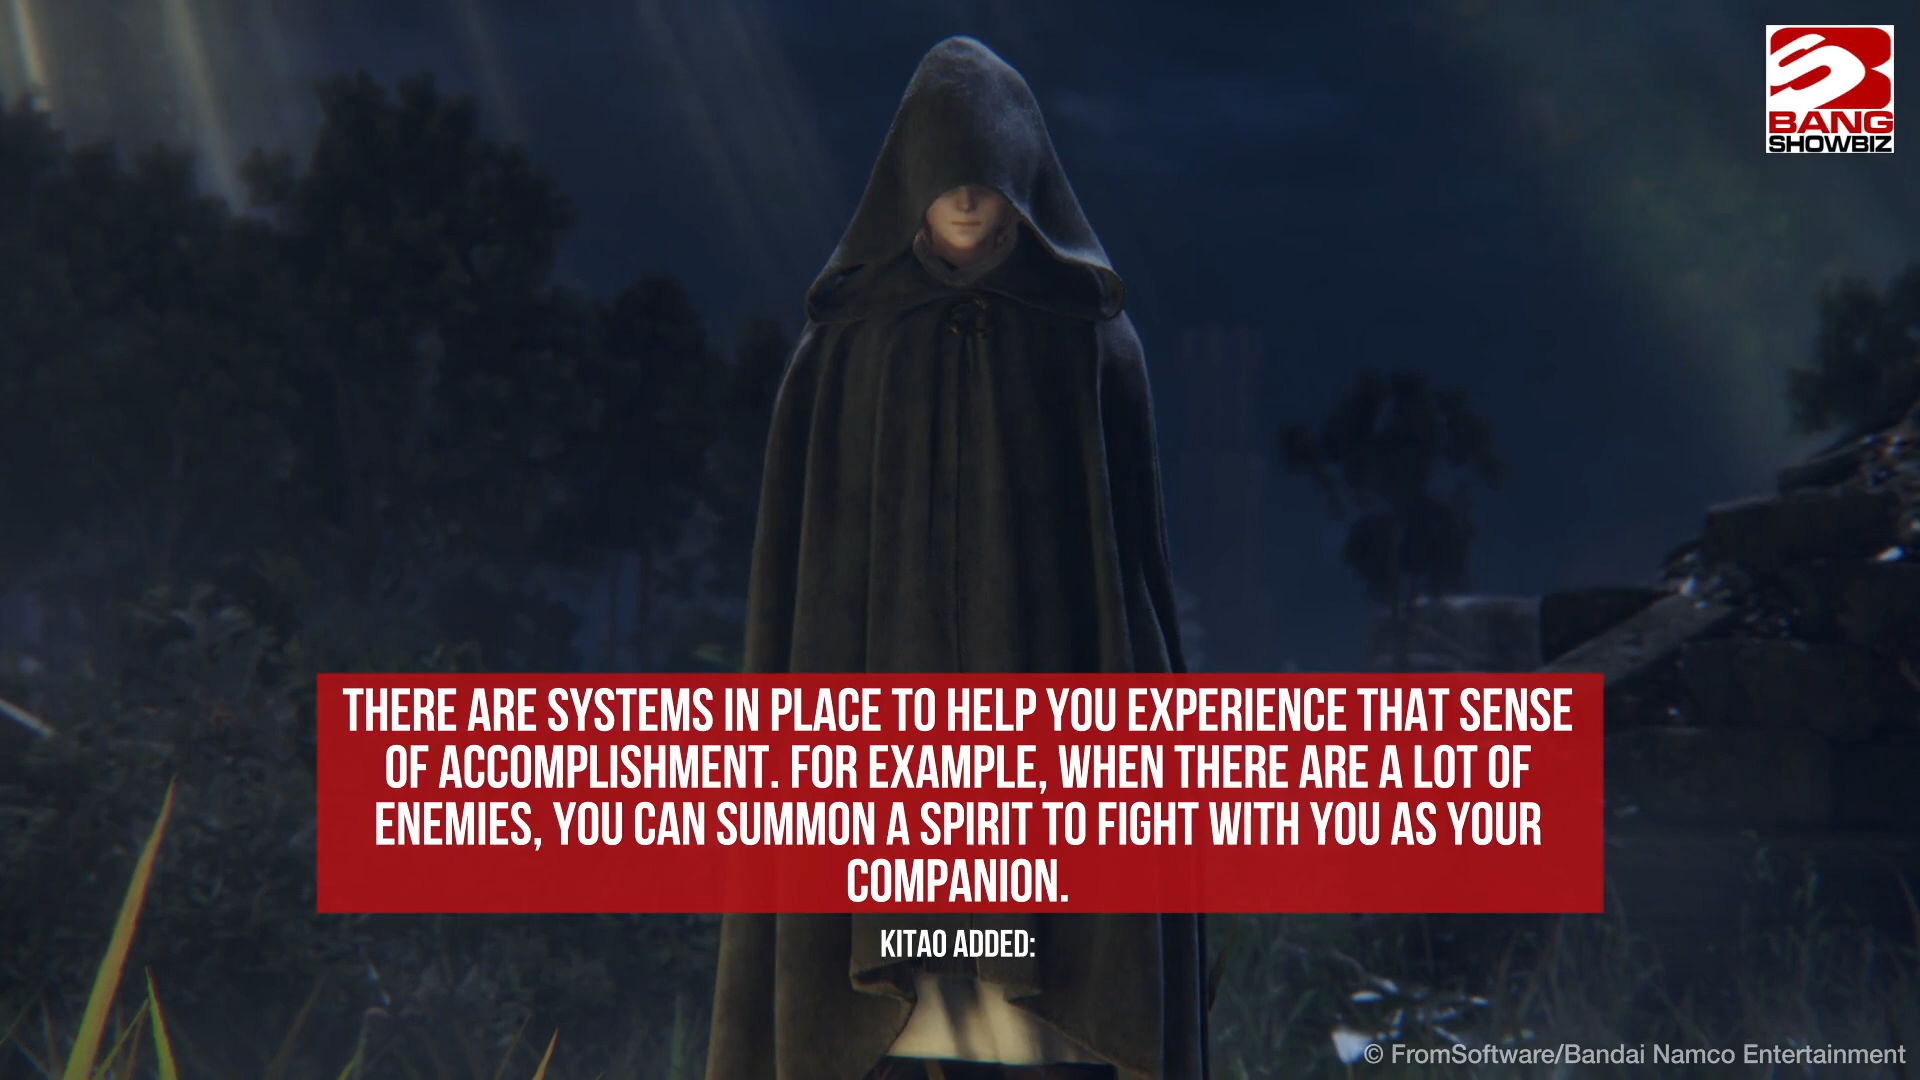 BANG
SHOWBIZ
THERE ARE SYSTEMS IN PLACE TO HELP YOU EXPERIENCE THAT SENSE
OF ACCOMPLISHMENT. FOR EXAMPLE, WHEN THERE ARE A LOT OF
ENEMIES, YOU CAN SUMMON A SPIRIT TO FIGHT WITH YOU AS YOUR
COMPANION.
KITAO ADDED:
© FromSoftware/Bandai Namco Entertainment